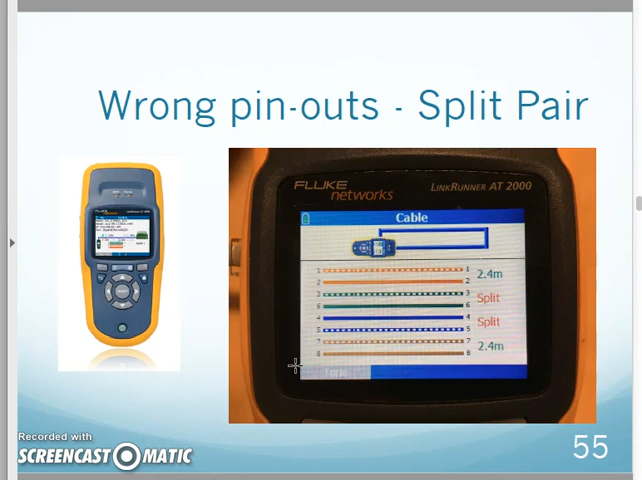 Wrong pin-outs - Split Pair
FLUKE
networks
LINKRUNNER AT 2000
Cable
1 1
2.4m
2 2
3 3
Split
6 6
4 4
Split
5 5
7 7
2.4m
8 8
Tone
Recorded with
SCREENCAST MATIC
55